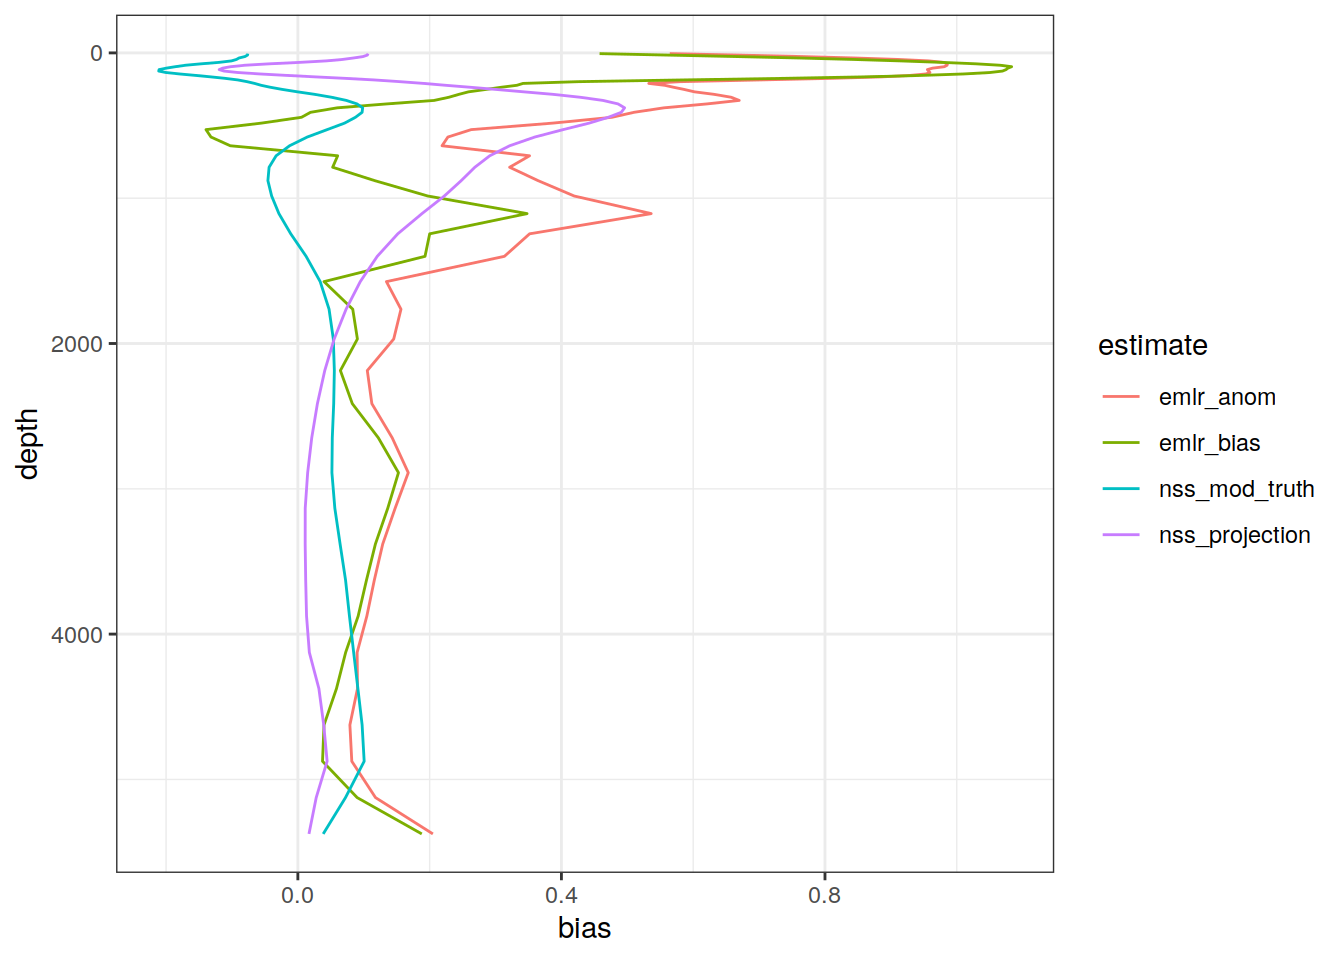 0
2000
4000
depth
0.0
0.4
0.8
bias
estimate
emlr_anom
emlr_bias
nss_mod_truth
nss_projection